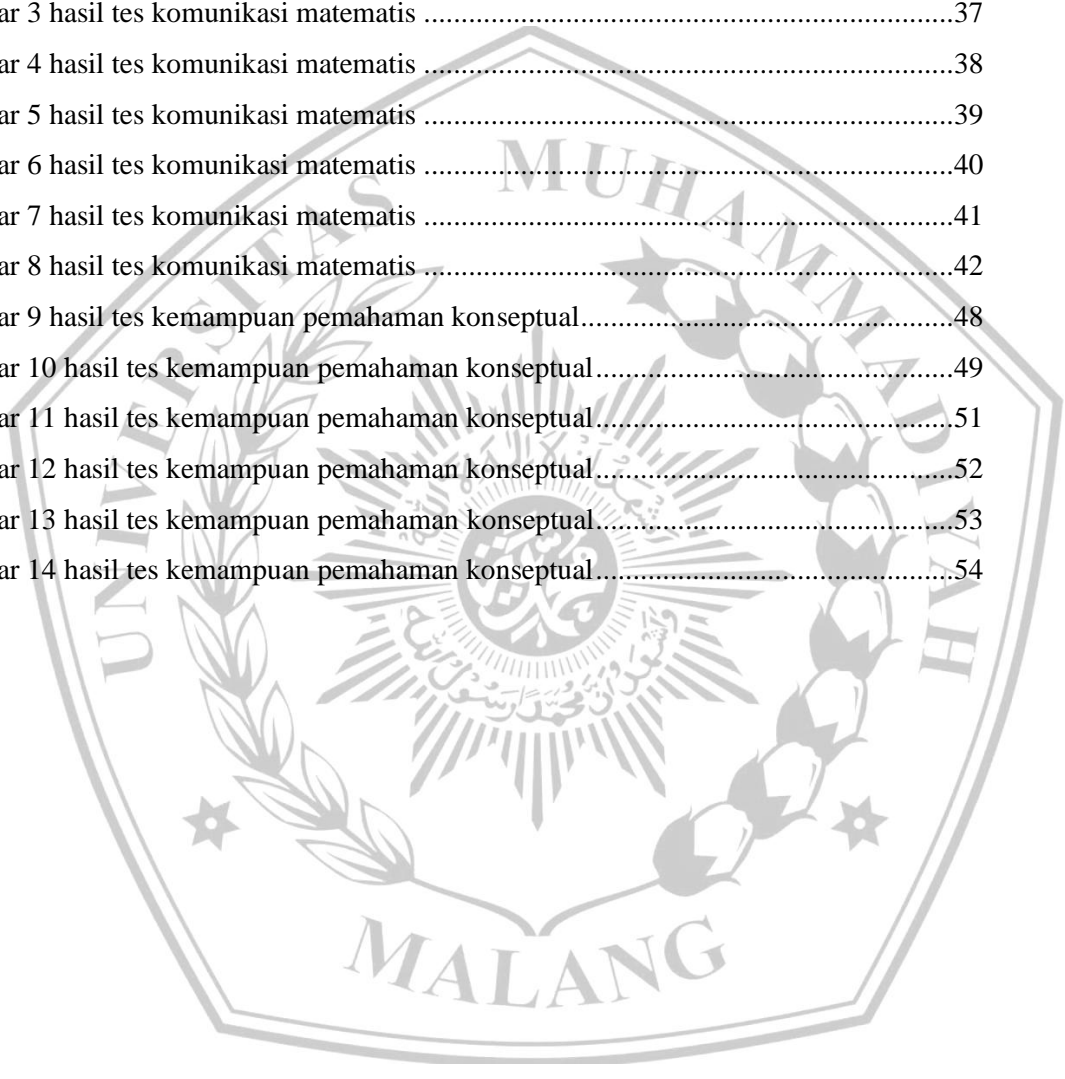 ar 3 hasil tes komunikasi matematis ....................................................................................37
ar 4 hasil tes komunikasi matematis ....................................................................................38
ar 5 hasil tes komunikasi matematis ....................................................................................39
ar 6 hasil tes komunikasi matematis ....................................................................................40
ar 7 hasil tes komunikasi matematis ....................................................................................41
ar 8 hasil tes komunikasi matematis ....................................................................................42
ar 9 hasil tes kemampuan pemahaman konseptual...........................................................48
ar 10 hasil tes kemampuan pemahaman konseptual.........................................................49
ar 11 hasil tes kemampuan pemahaman konseptual.........................................................51
ar 12 hasil tes kemampuan pemahaman konseptual.........................................................52
ar 13 hasil tes kemampuan pemahaman konseptual.........................................................53
ar 14 hasil tes kemampuan pemahaman konseptual.........................................................54
UNIVERSITAS MUHAMMADIYAH
MALANG